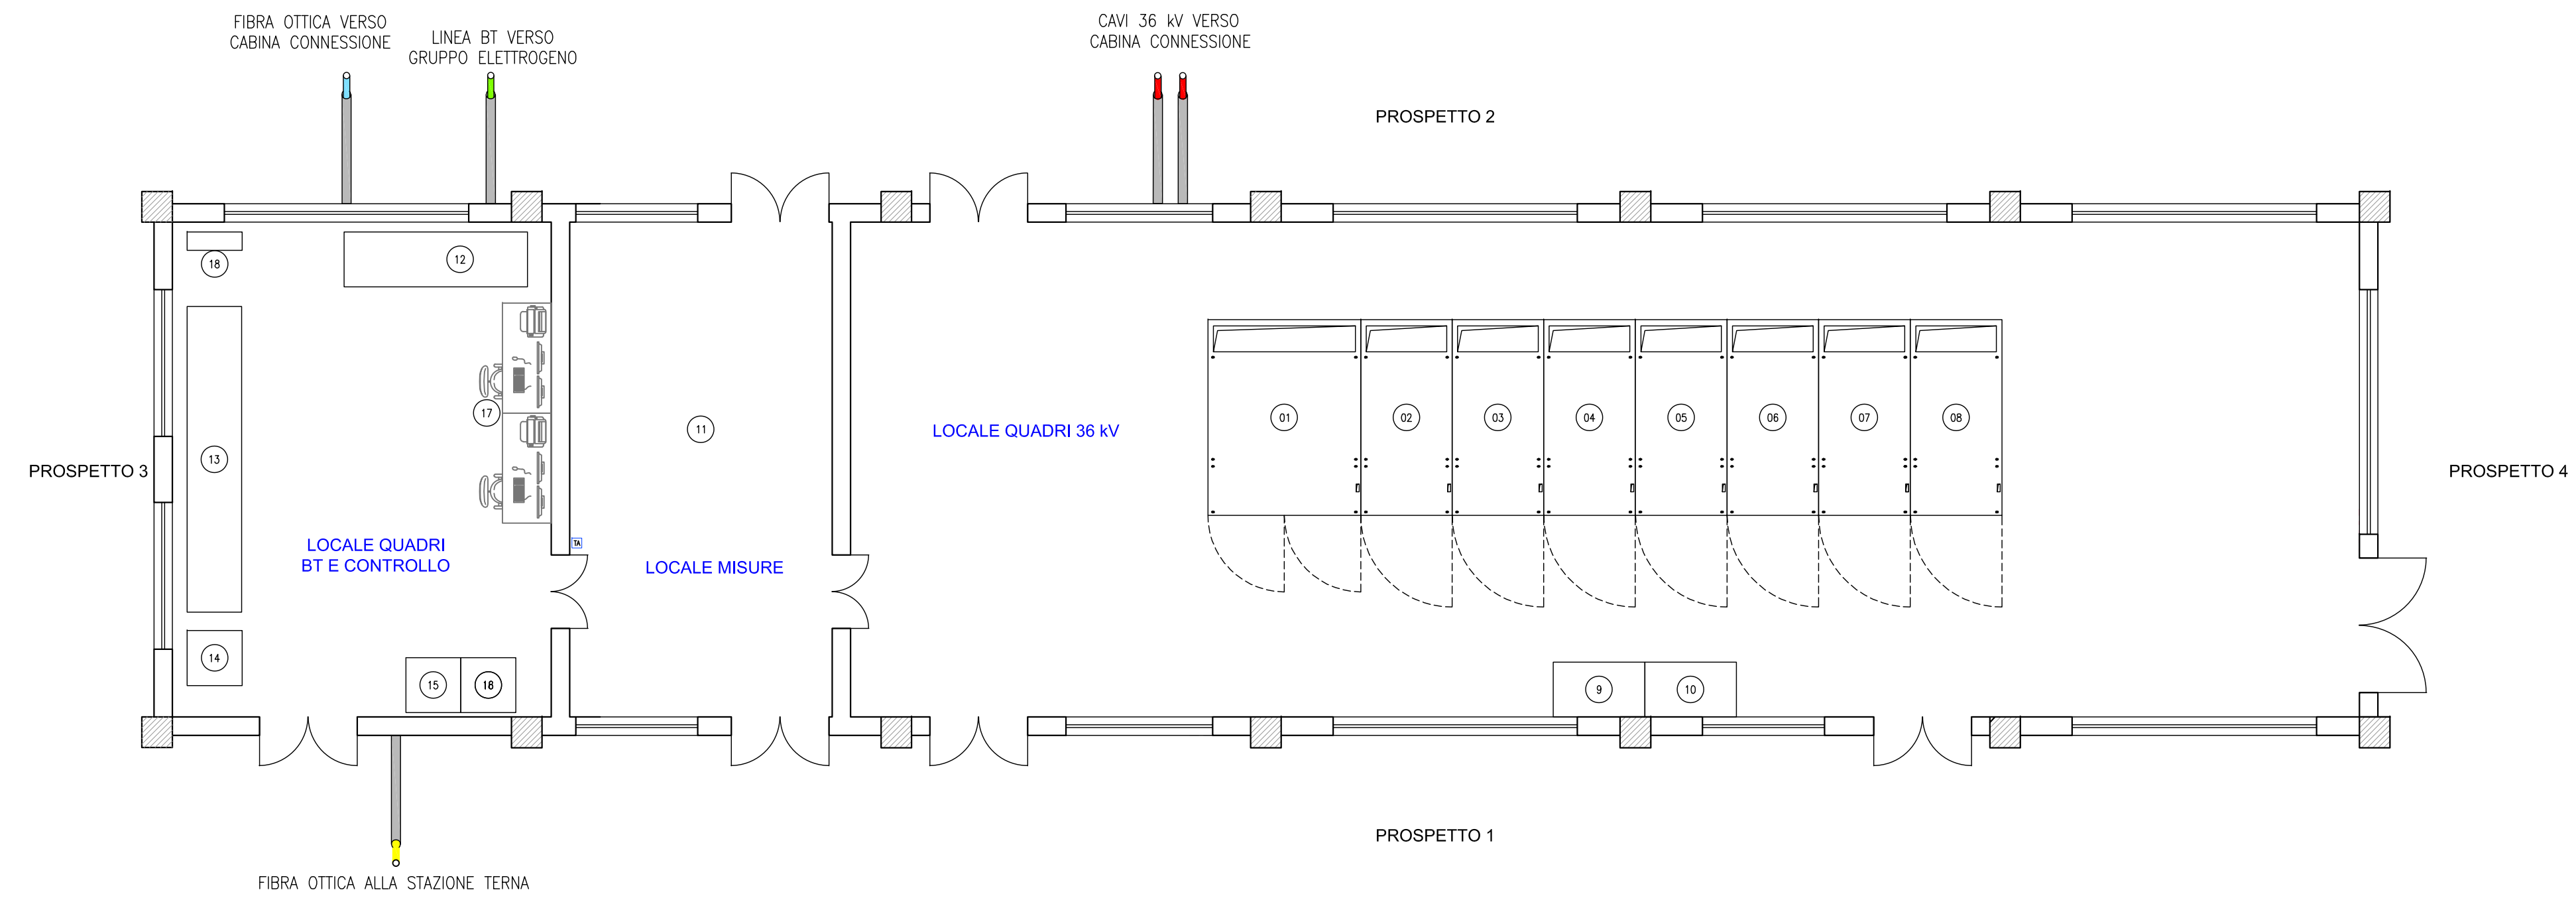 FIBRA OTTICA VERSO
CABINA CONNESSIONE
LINEA BT VERSO
GRUPPO ELETTROGENO
CAVI 36 kV VERSO
CABINA CONNESSIONE
PROSPETTO 2
18
12
17
13
11
01
02
03
04
05
06
07
08
LOCALE QUADRI 36 kV
PROSPETTO 3
PROSPETTO 4
LOCALE QUADRI
BT E CONTROLLO
TA
LOCALE MISURE
14
15
18
9
10
PROSPETTO 1
FIBRA OTTICA ALLA STAZIONE TERNA